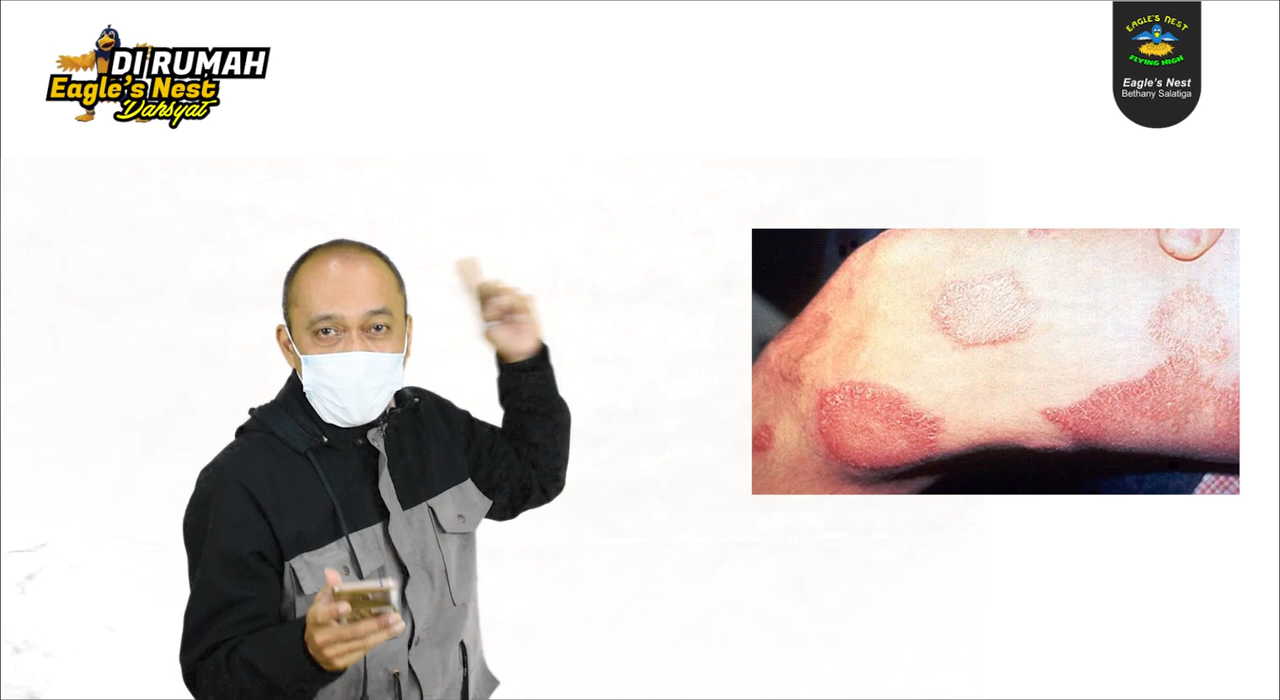 DI RUMAH
Eagle's Nest
Dahsyat
EAGLE'S NEST
FLYING HIGH
Eagle's Nest
Bethany Salatiga